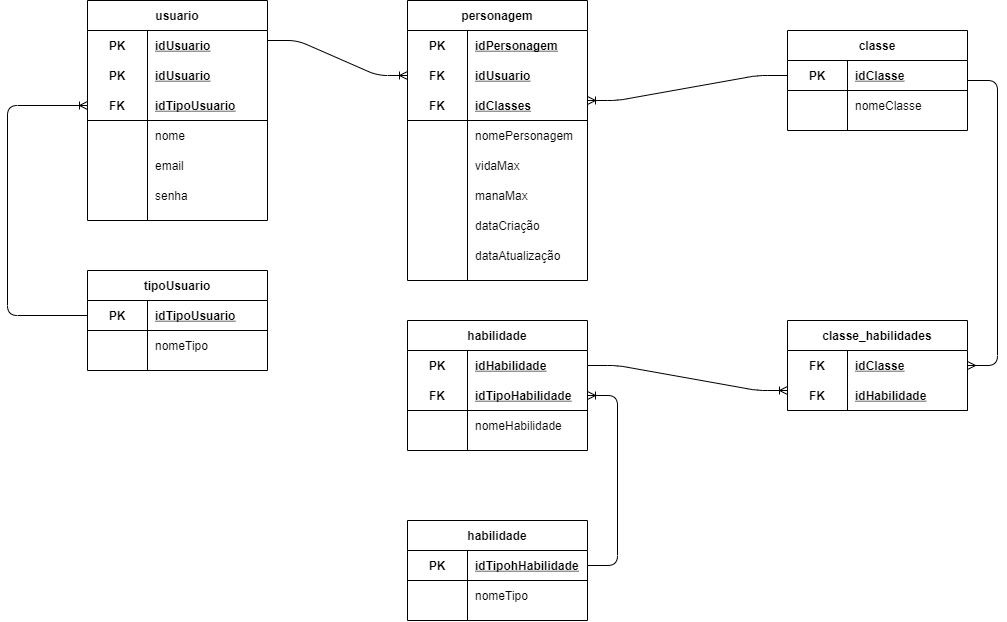 usuario
PK idUsuario
PK idUsuario
FK idTipoUsuario
nome
email
senha
tipoUsuario
PK idTipoUsuario
nomeTipo
personagem
PK idPersonagem
FK idUsuario
FK idClasses
nomePersonagem
vidaMax
manaMax
dataCriação
dataAtualização
classe
PK idClasse
nomeClasse
habilidade
PK idHabilidade
FK idTipoHabilidade
nomeHabilidade
classe_habilidades
FK idClasse
FK idHabilidade
habilidade
PK idTipohHabilidade
nomeTipo